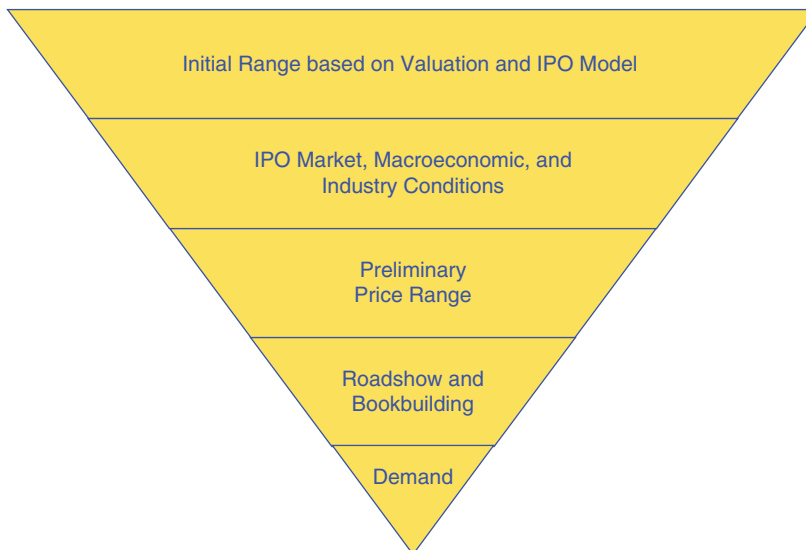 Initial Range based on Valuation and IPO Model
IPO Market, Macroeconomic, and
Industry Conditions
Preliminary
Price Range
Roadshow and
Bookbuilding
Demand